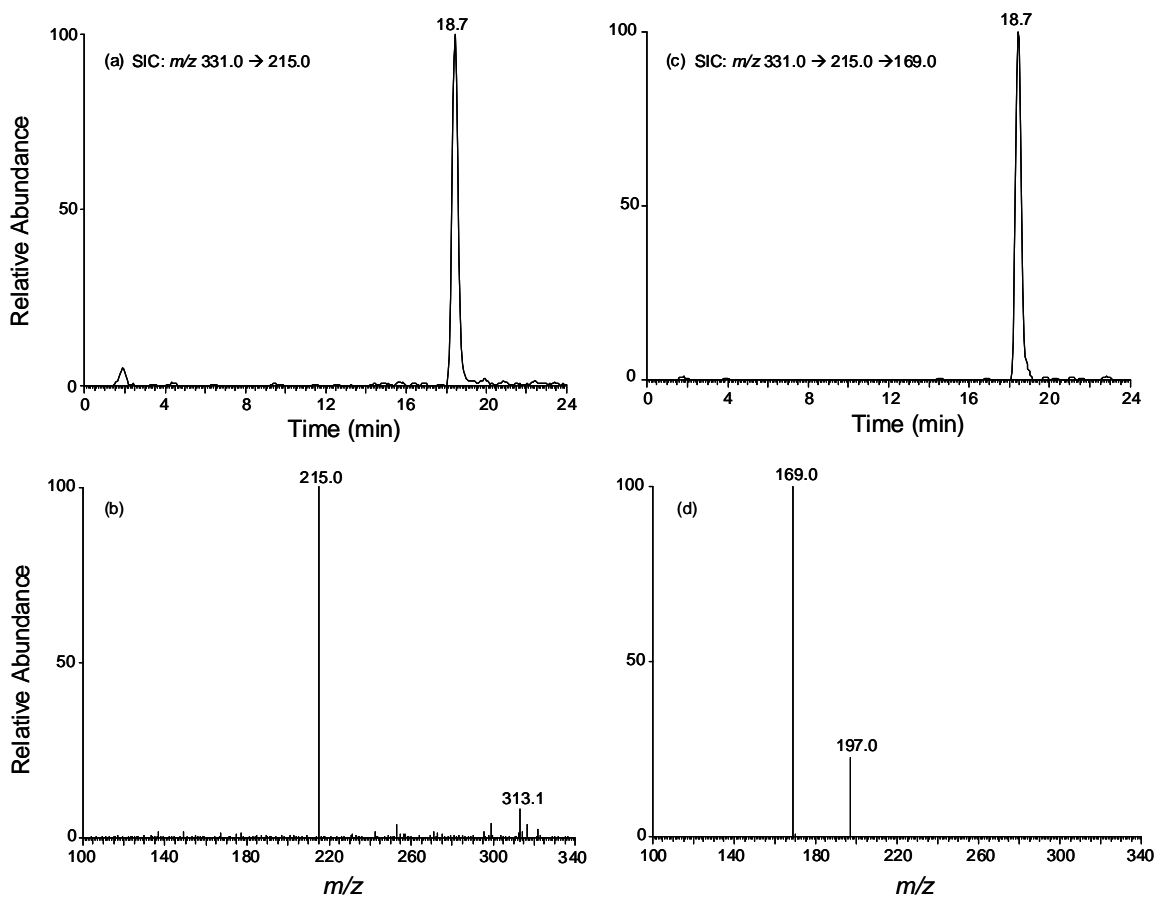 18.7
100
(a) SIC: m/z 331.0 → 215.0
50
0
0 4 8 12 16 20 24
Time (min)
Relative Abundance
18.7
100
(c) SIC: m/z 331.0 → 215.0 →169.0
50
0
0 4 8 12 16 20 24
Time (min)
215.0
100
(b)
50
313.1
0
100 140 180 220 260 300 340
m/z
Relative Abundance
169.0
100
(d)
50
197.0
0
100 140 180 220 260 300 340
m/z